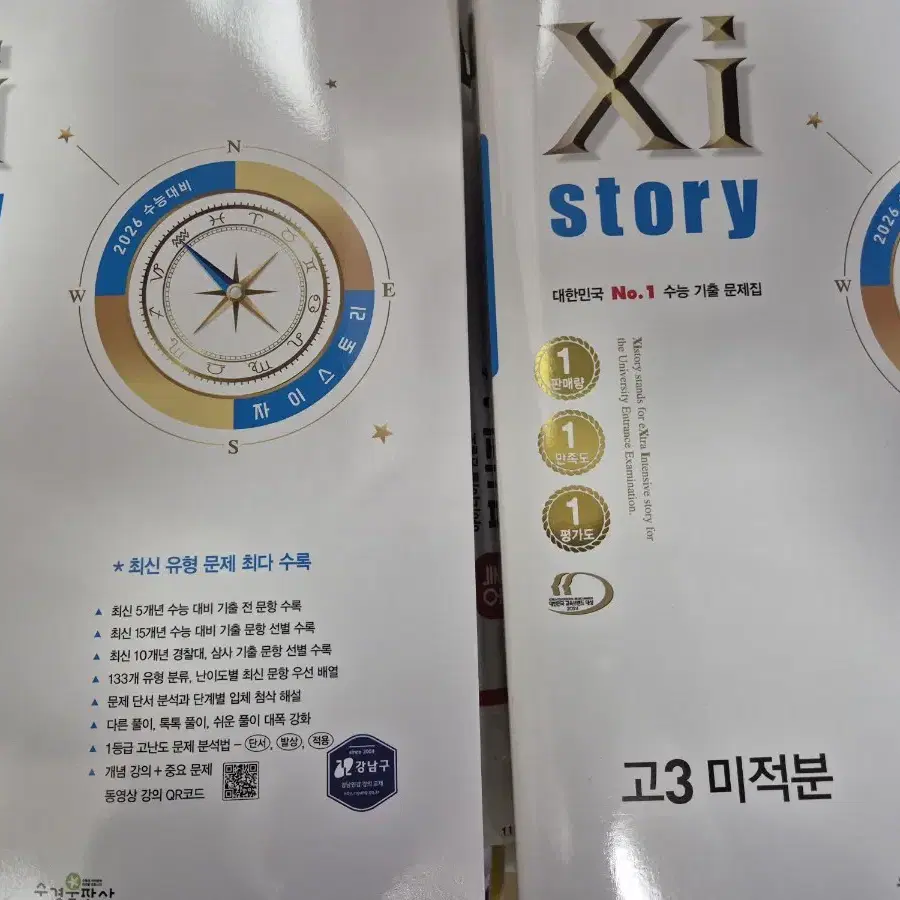 N
2026 수능대비
W
E
자이스토리
S
* 최신 유형 문제 최다 수록
▲ 최신 5개년 수능 대비 기출 전 문항 수록
▲ 최신 15개년 수능 대비 기출 문항 선별 수록
▲ 최신 10개년 경찰대, 삼사 기출 문항 선별 수록
▲ 133개 유형 분류, 난이도별 최신 문항 우선 배열
▲ 문제 단서 분석과 단계별 입체 첨삭 해설
▲ 다른 풀이, 톡톡 풀이, 쉬운 풀이 대폭 강화
▲ 1등급 고난도 문제 분석법 – 단서, 발상, 적용
▲ 개념 강의 + 중요 문제
동영상 강의 QR코드
since 2004
강남구
수경출판사
Xi
story
대한민국 No.1 수능 기출 문제집
1
판매량
1
만족도
1
평가도
Xistory stands for eXtra Intensive story for
the University Entrance Examination.
W
2026
고3 미적분